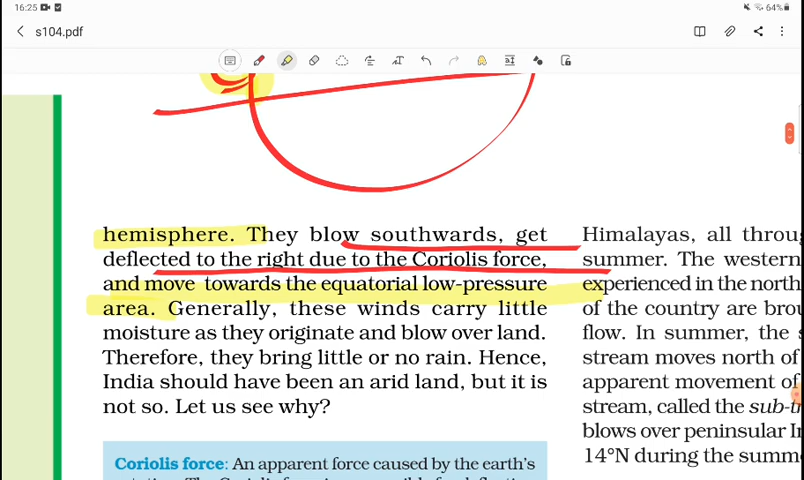 16:25
64%
s104.pdf
hemisphere. They blow southwards, get
deflected to the right due to the Coriolis force,
and move towards the equatorial low-pressure
area. Generally, these winds carry little
moisture as they originate and blow over land.
Therefore, they bring little or no rain. Hence,
India should have been an arid land, but it is
not so. Let us see why?
Coriolis force: An apparent force caused by the earth's
Himalayas, all throu
summer. The western
experienced in the north
of the country are bro
flow. In summer, the
stream moves north of
apparent movement of
stream, called the sub-t
blows over peninsular I
14°N during the summ